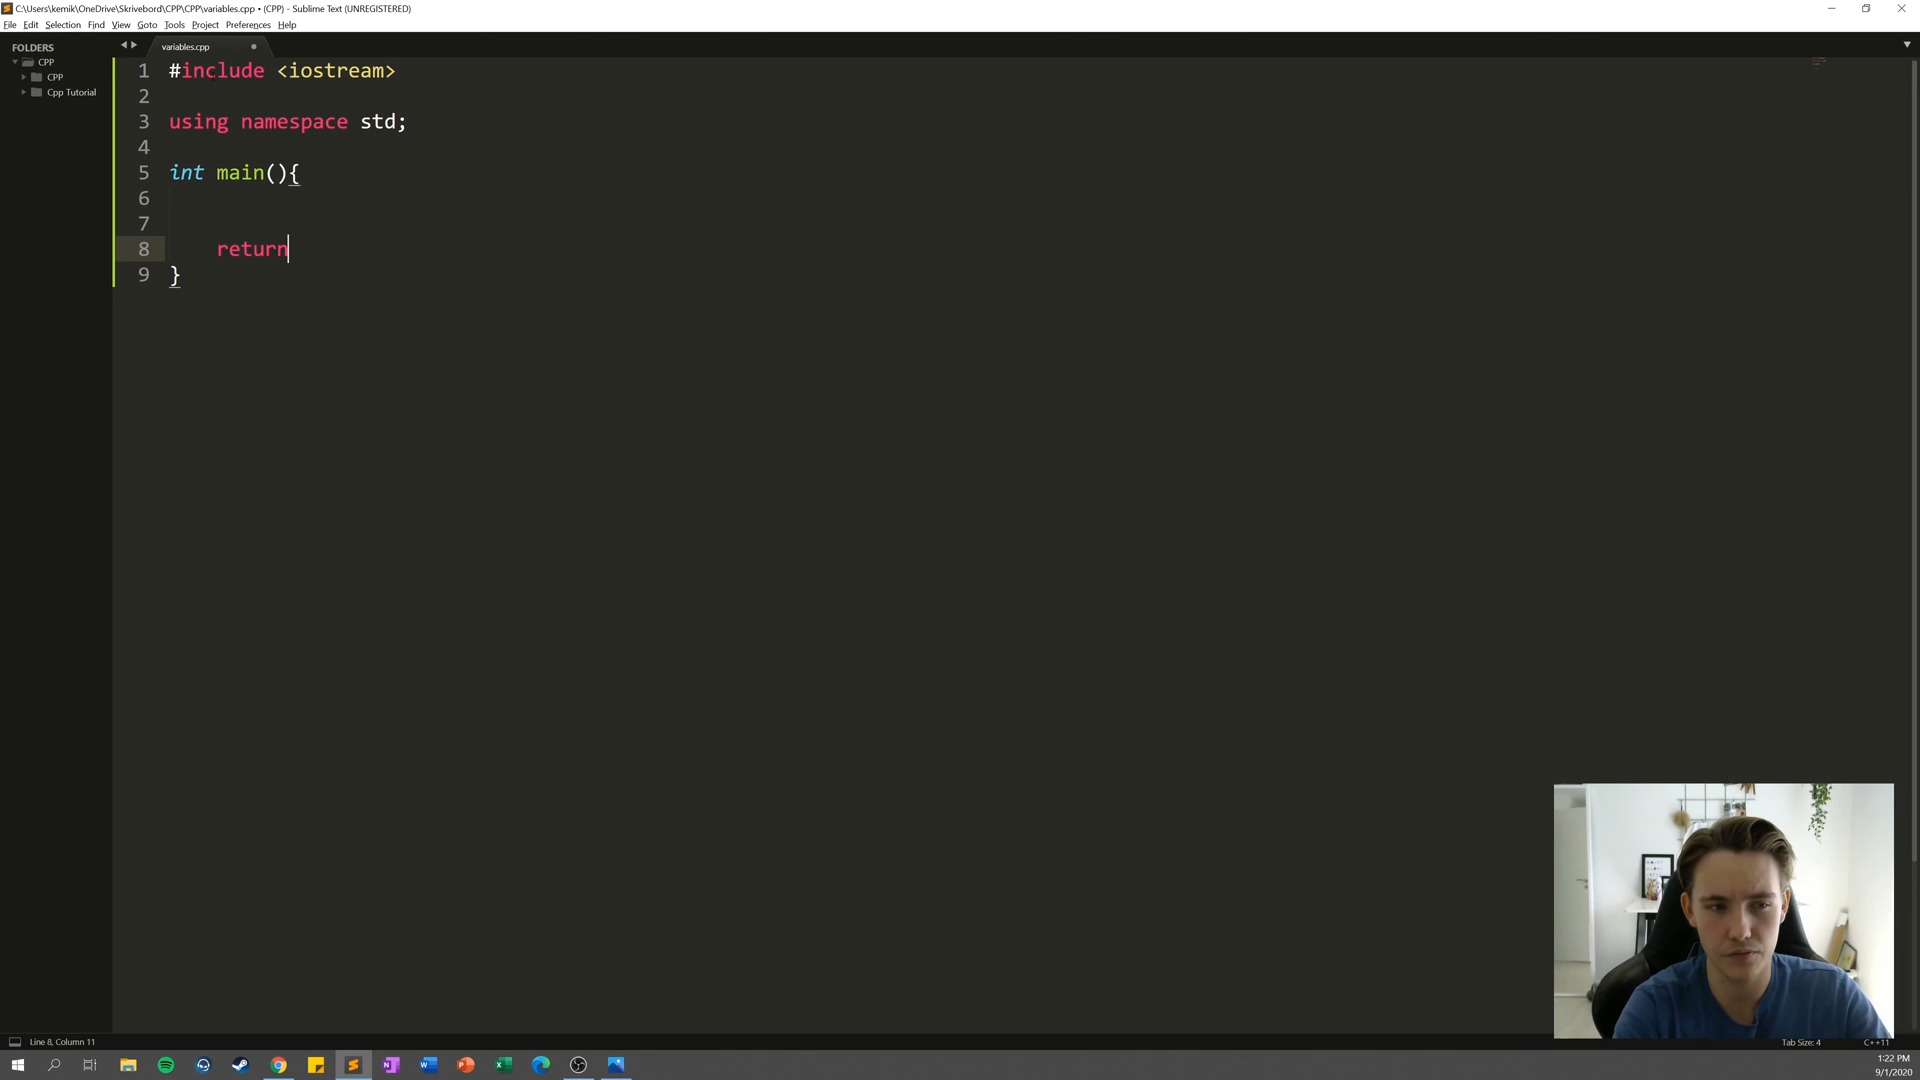 C:\Users\kemik\OneDrive\Skrivebord\CPP\CPP\variables.cpp • (CPP) - Sublime Text (UNREGISTERED)
File Edit Selection Find View Goto Tools Project Preferences Help
FOLDERS
CPP
CPP
Cpp Tutorial
variables.cpp
1 #include <iostream>
2
3 using namespace std;
4
5 int main(){
6
7
8 return
9 }
Line 8, Column 11
Tab Size: 4
C++11
1:22 PM
9/1/2020